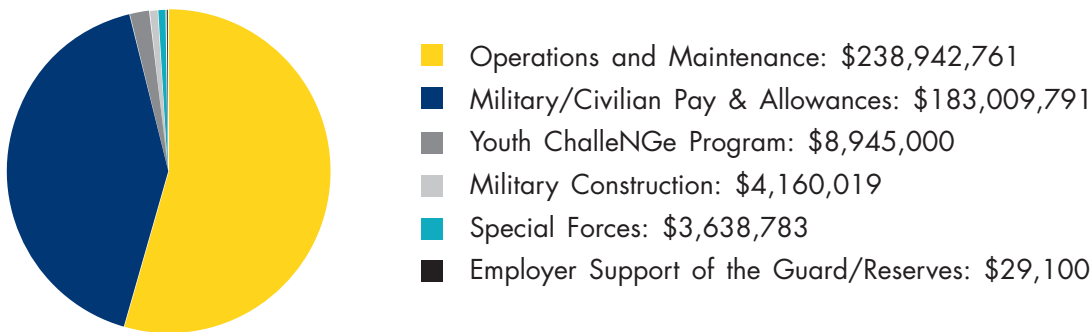 Operations and Maintenance: $238,942,761
Military/Civilian Pay & Allowances: $183,009,791
Youth ChalleNGe Program: $8,945,000
Military Construction: $4,160,019
Special Forces: $3,638,783
Employer Support of the Guard/Reserves: $29,100